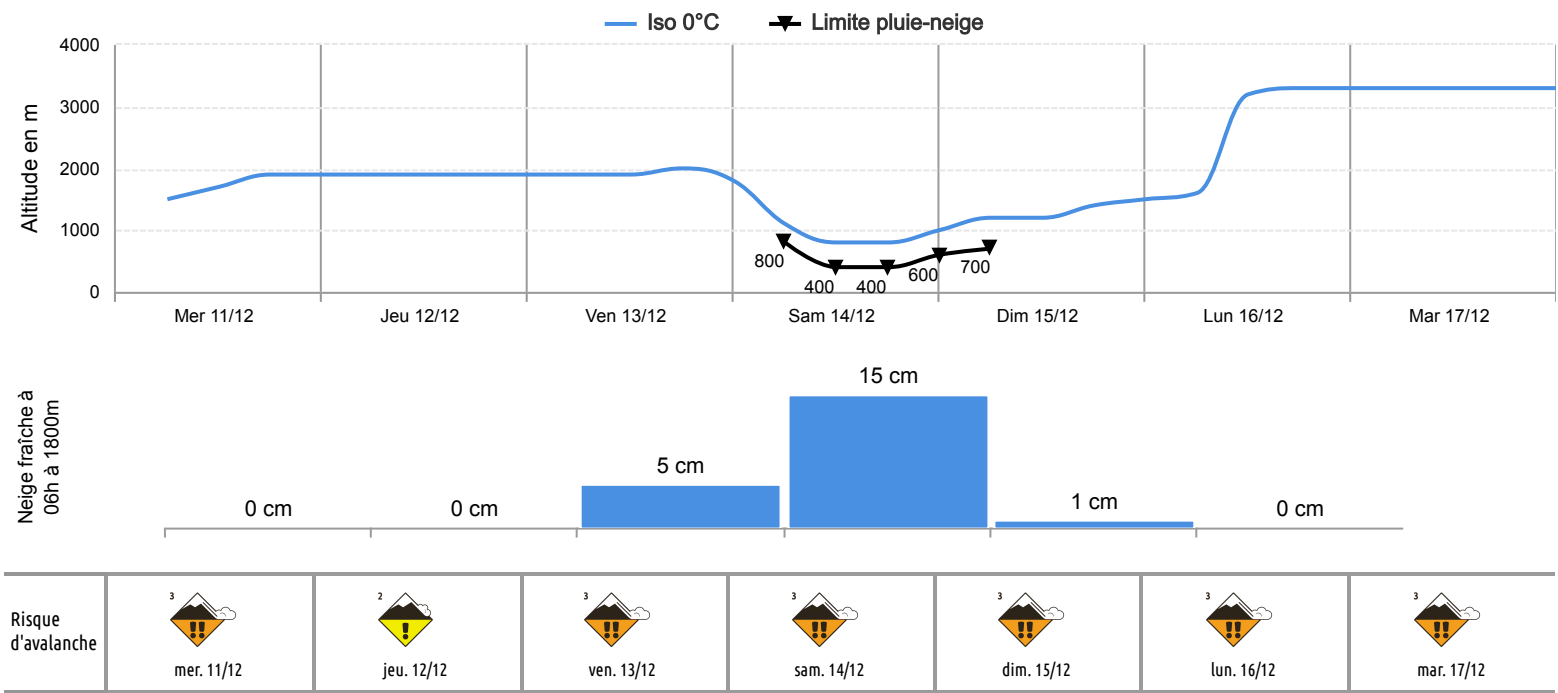 Iso 0°C Limite pluie-neige
Altitude en m
4000
3000
2000
1000
0
800
400
400
600
700
Mer 11/12 Jeu 12/12 Ven 13/12 Sam 14/12 Dim 15/12 Lun 16/12 Mar 17/12
Neige fraîche à
06h à 1800m
0 cm
0 cm
5 cm
15 cm
1 cm
0 cm
Risque
d'avalanche
3 2 3 3 3 3 3
!! ! !! !! !! !! !!
mer. 11/12 jeu. 12/12 ven. 13/12 sam. 14/12 dim. 15/12 lun. 16/12 mar. 17/12